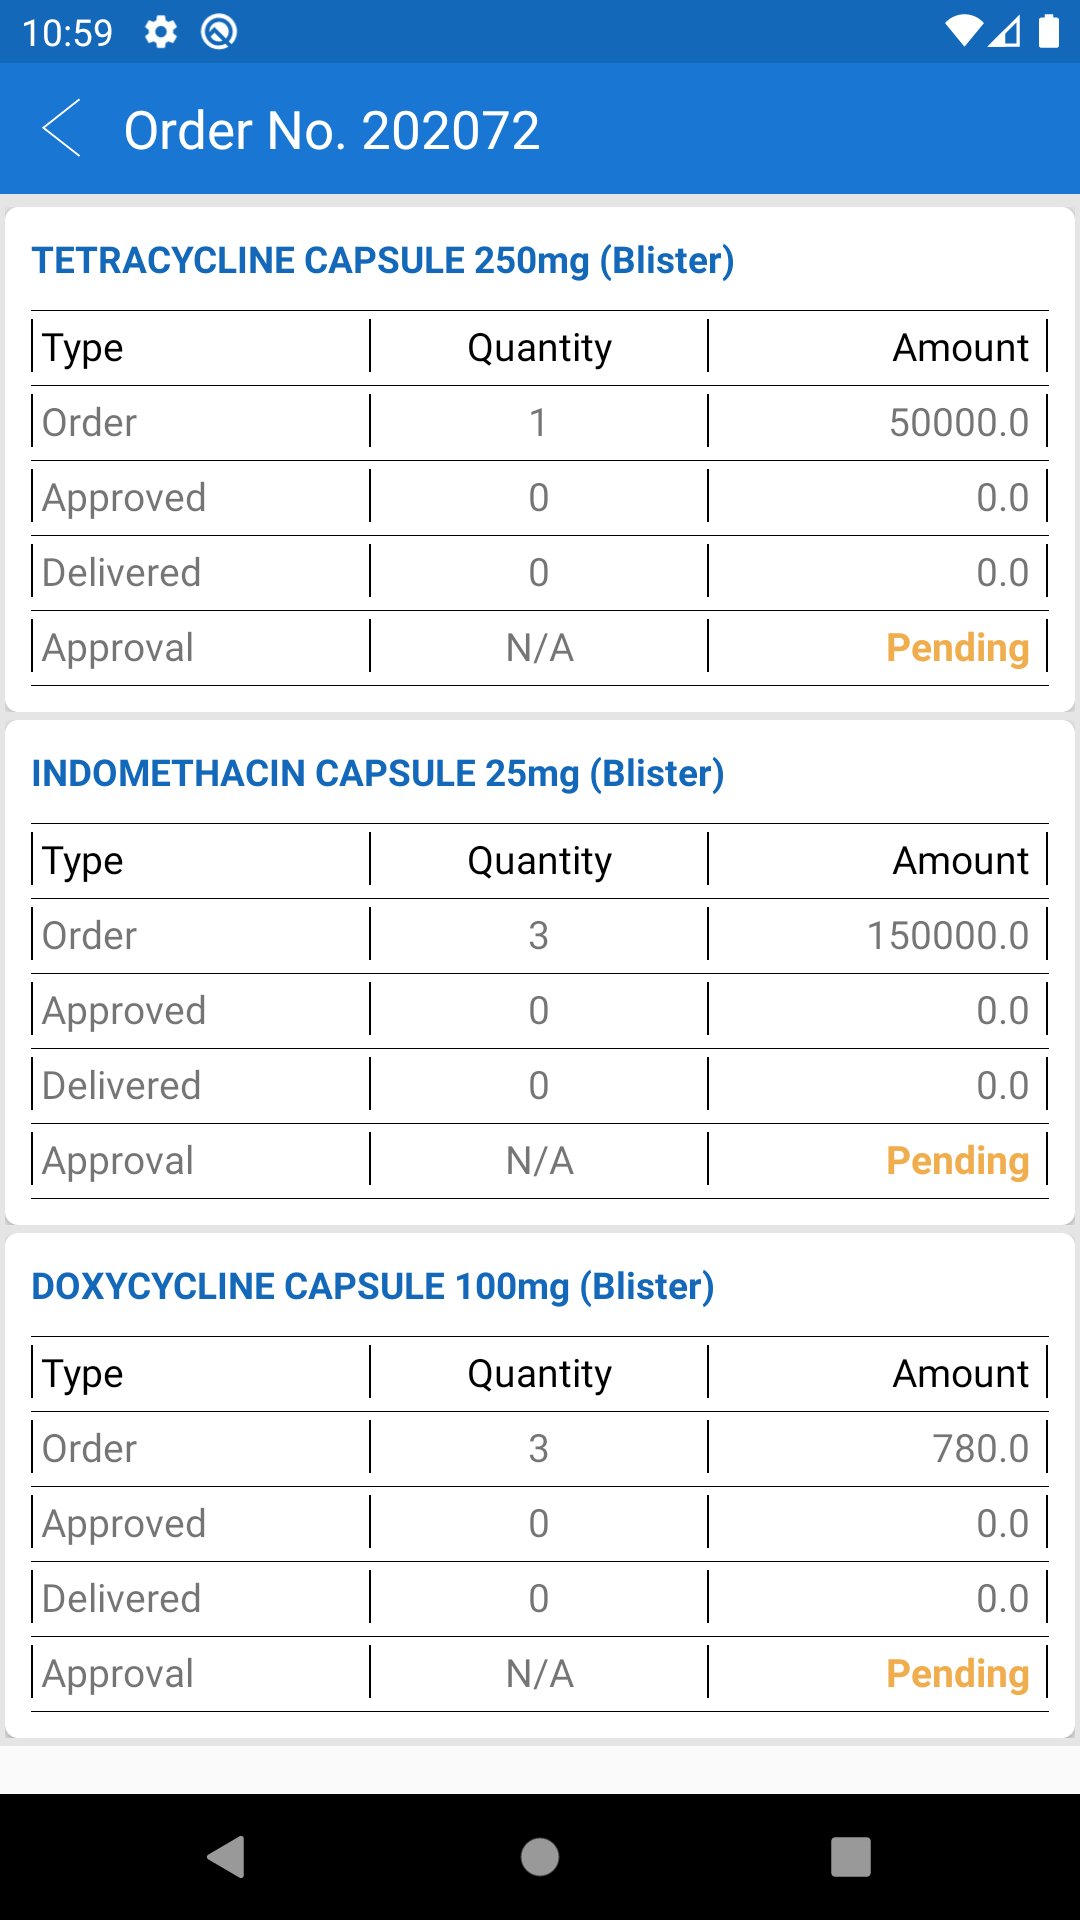 10:59
Order No. 202072
TETRACYCLINE CAPSULE 250mg (Blister)
Type Quantity Amount
Order 1 50000.0
Approved 0 0.0
Delivered 0 0.0
Approval N/A Pending
INDOMETHACIN CAPSULE 25mg (Blister)
Type Quantity Amount
Order 3 150000.0
Approved 0 0.0
Delivered 0 0.0
Approval N/A Pending
DOXYCYCLINE CAPSULE 100mg (Blister)
Type Quantity Amount
Order 3 780.0
Approved 0 0.0
Delivered 0 0.0
Approval N/A Pending